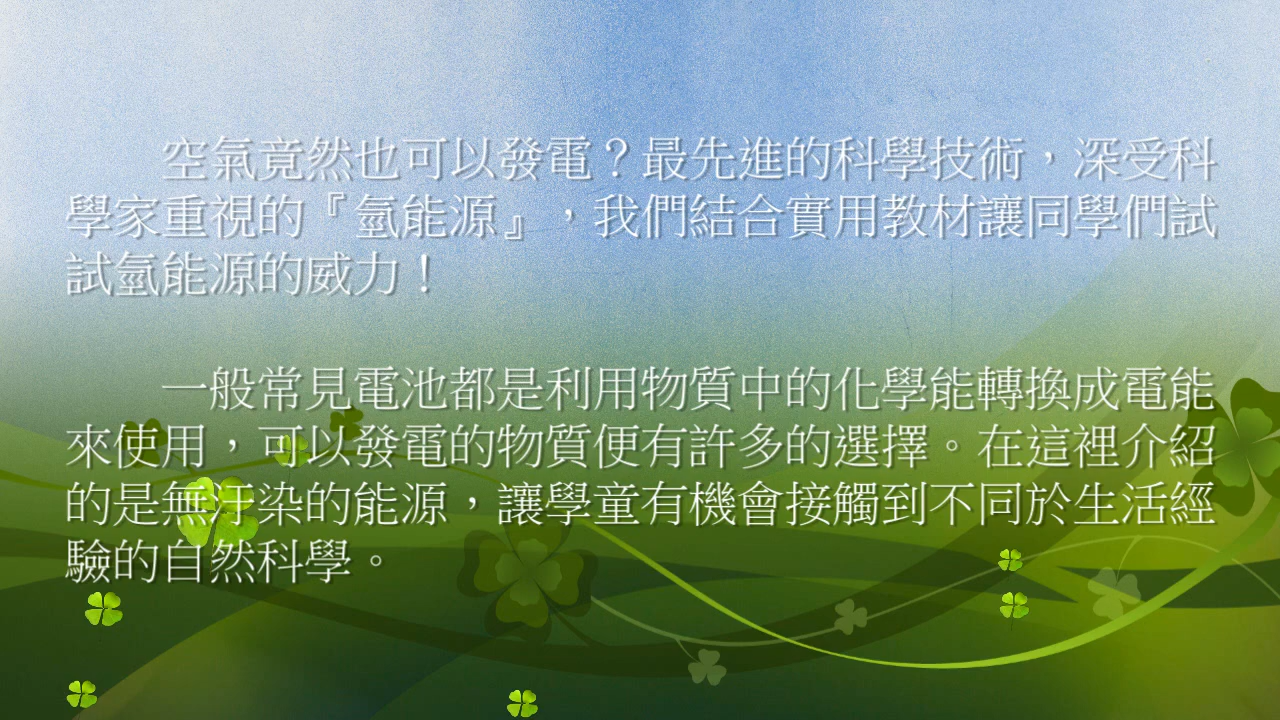 空氣竟然也可以發電？最先進的科學技術，深受科
學家重視的『氫能源』，我們結合實用教材讓同學們試
試氫能源的威力！
一般常見電池都是利用物質中的化學能轉換成電能
來使用，可以發電的物質便有許多的選擇。在這裡介紹
的是無汙染的能源，讓學童有機會接觸到不同於生活經
驗的自然科學。